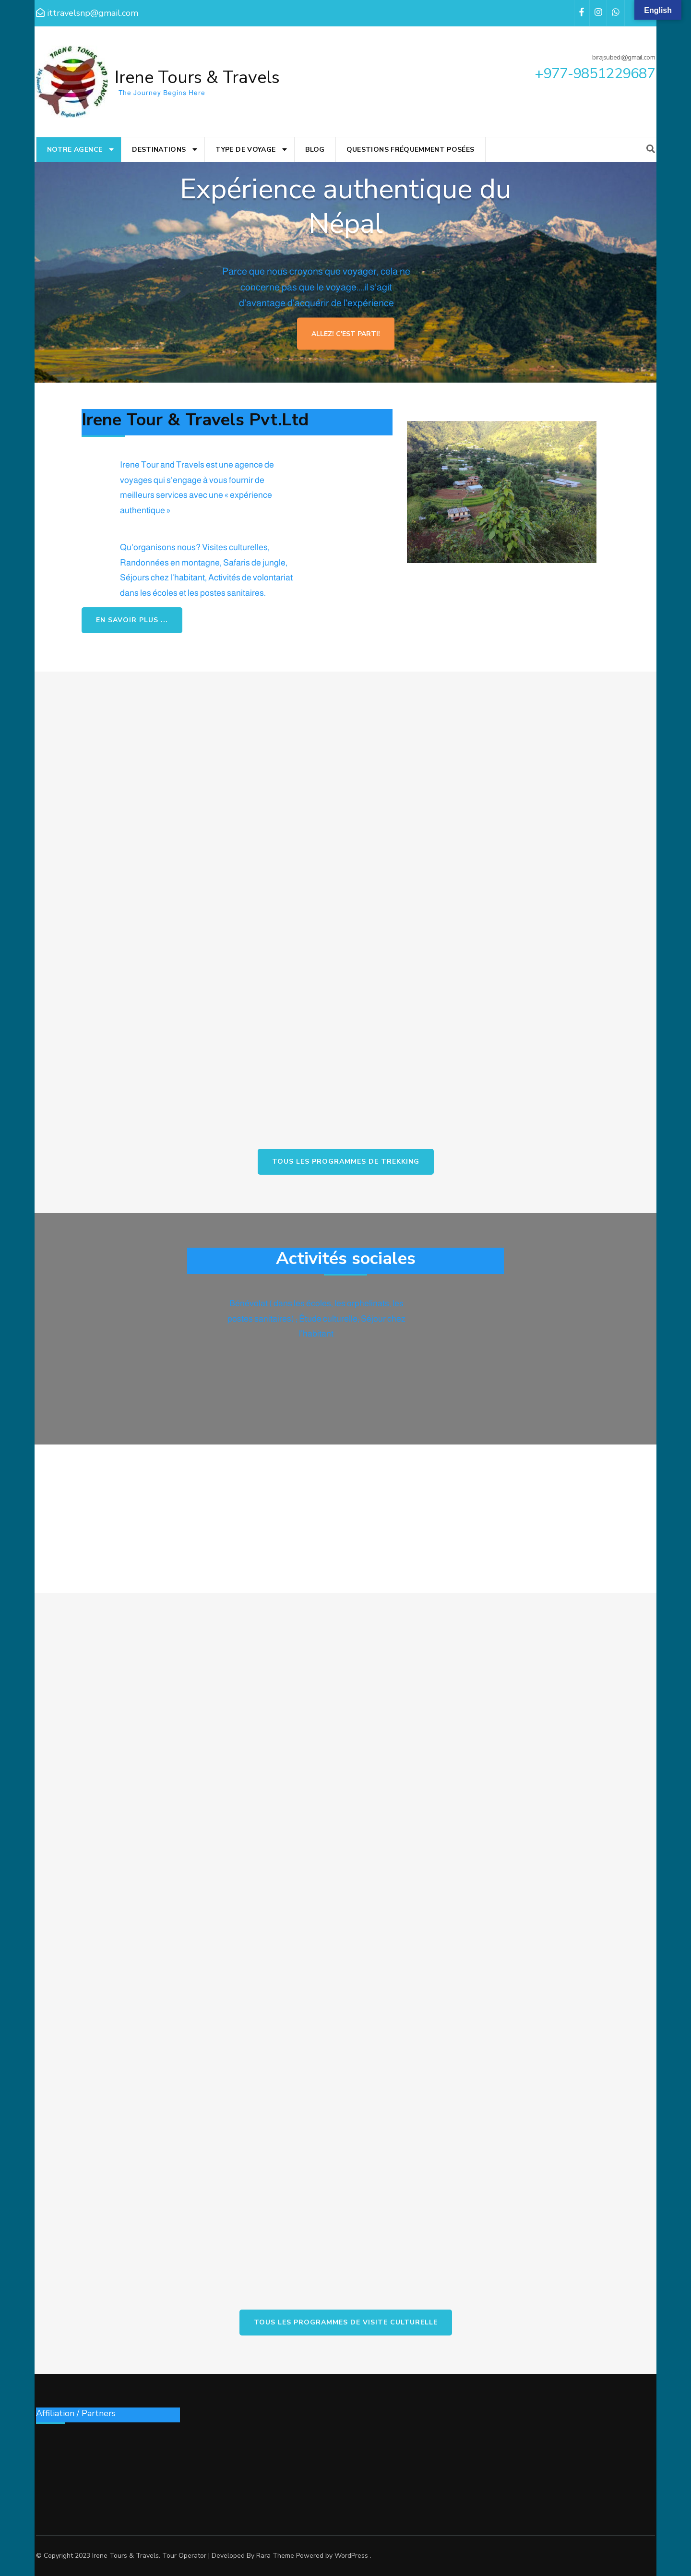 ittravelsnp@gmail.com
English
birajsubedi@gmail.com
+977-9851229687
Irene Tours & Travels
The Journey Begins Here
NOTRE AGENCE
DESTINATIONS
TYPE DE VOYAGE
BLOG
QUESTIONS FRÉQUEMMENT POSÉES
Expérience authentique du
Népal
Parce que nous croyons que voyager, cela ne
concerne pas que le voyage...il s'agit
d'avantage d'acquérir de l'expérience
ALLEZ! C'EST PARTI!
Irene Tour & Travels Pvt.Ltd
Irene Tour and Travels est une agence de
voyages qui s'engage à vous fournir de
meilleurs services avec une « expérience
authentique »
Qu'organisons nous? Visites culturelles,
Randonnées en montagne, Safaris de jungle,
Séjours chez l'habitant, Activités de volontariat
dans les écoles et les postes sanitaires.
EN SAVOIR PLUS ...
TOUS LES PROGRAMMES DE TREKKING
Activités sociales
TOUS LES PROGRAMMES DE VISITE CULTURELLE
Affiliation / Partners
© Copyright 2023 Irene Tours & Travels. Tour Operator | Developed By Rara Theme Powered by WordPress .